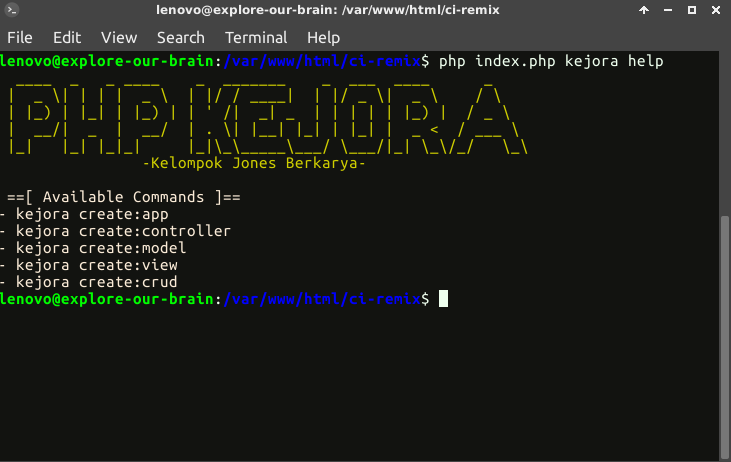 lenovo@explore-our-brain: /var/www/html/ci-remix
File Edit View Search Terminal Help
lenovo@explore-our-brain:/var/www/html/ci-remix$ php index.php kejora help
PHP KEJORA
-Kelompok Jones Berkarya-
==[ Available Commands ]==
- kejora create:app
- kejora create:controller
- kejora create:model
- kejora create:view
- kejora create:crud
lenovo@explore-our-brain:/var/www/html/ci-remix$